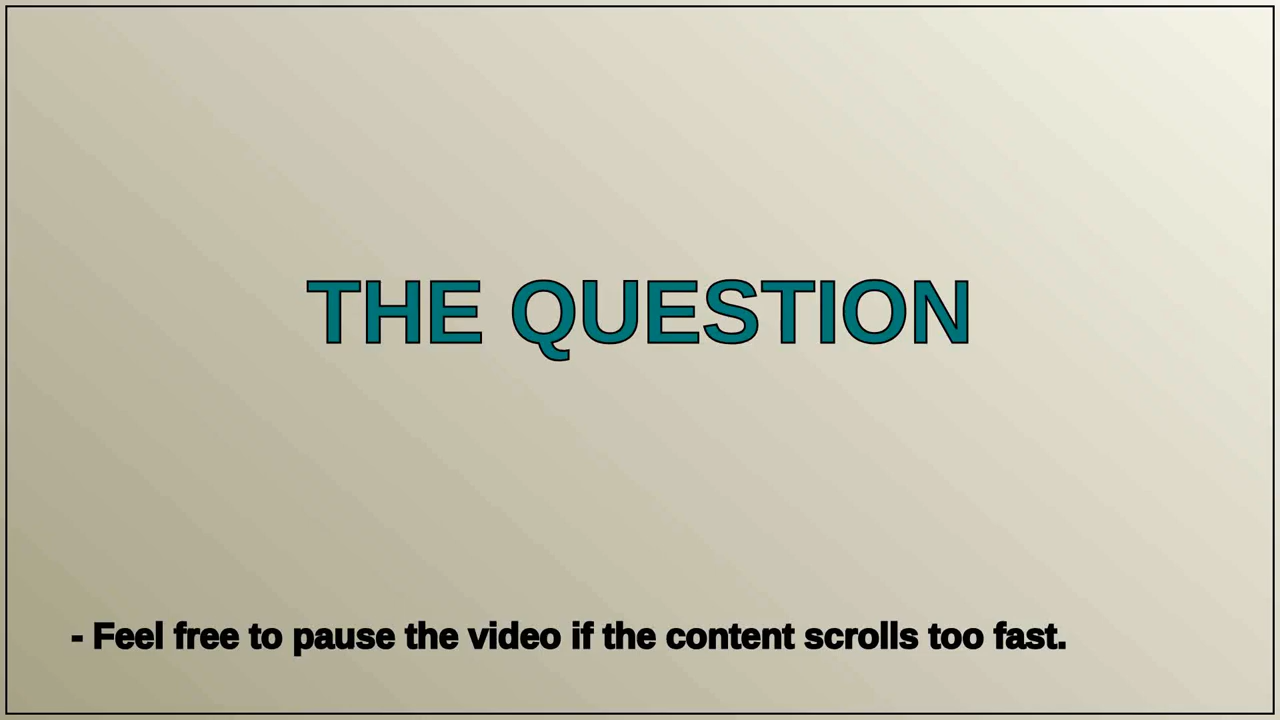 THE QUESTION
- Feel free to pause the video if the content scrolls too fast.